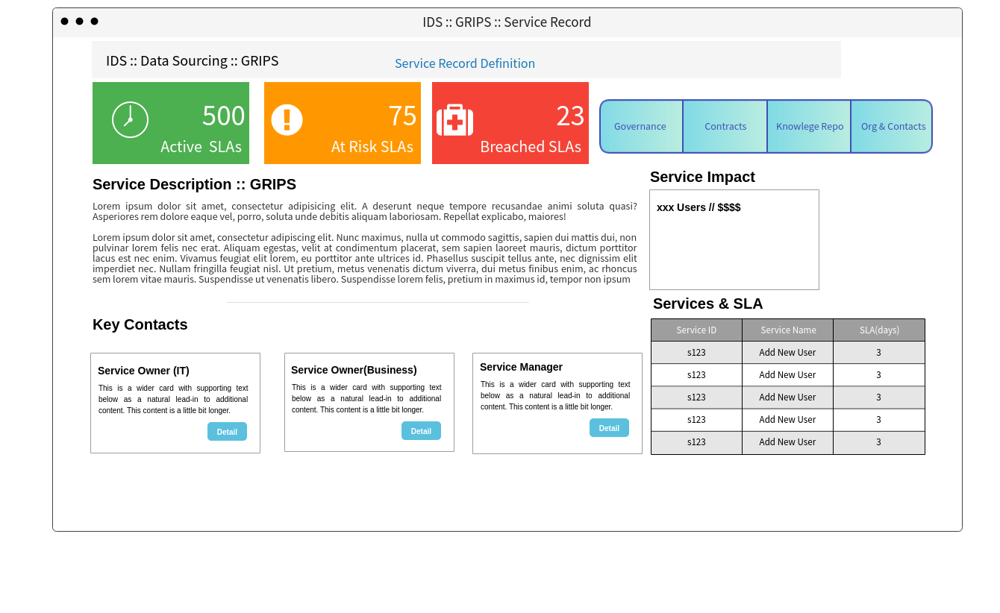 IDS :: GRIPS :: Service Record
IDS :: Data Sourcing :: GRIPS
Service Record Definition
500
Active  SLAs
75
At Risk SLAs
23
Breached SLAs
Governance
Contracts
Knowlege Repo
Org & Contacts
Service Description :: GRIPS
Lorem ipsum dolor sit amet, consectetur adipisicing elit. A deserunt neque tempore recusandae animi soluta quasi?
Asperiores rem dolore eaque vel, porro, soluta unde debitis aliquam laboriosam. Repellat explicabo, maiores!
Lorem ipsum dolor sit amet, consectetur adipiscing elit. Nunc maximus, nulla ut commodo sagittis, sapien dui mattis dui, non
pulvinar lorem felis nec erat. Aliquam egestas, velit at condimentum placerat, sem sapien laoreet mauris, dictum porttitor
lacus est nec enim. Vivamus feugiat elit lorem, eu porttitor ante ultrices id. Phasellus suscipit tellus ante, nec dignissim elit
imperdiet nec. Nullam fringilla feugiat nisl. Ut pretium, metus venenatis dictum viverra, dui metus finibus enim, ac rhoncus
sem lorem vitae mauris. Suspendisse ut venenatis libero. Suspendisse lorem felis, pretium in maximus id, tempor non ipsum
Service Impact
xxx Users // $$$$
Key Contacts
Service Owner (IT)
This is a wider card with supporting text
below as a natural lead-in to additional
content. This content is a little bit longer.
Detail
Service Owner(Business)
This is a wider card with supporting text
below as a natural lead-in to additional
content. This content is a little bit longer.
Detail
Service Manager
This is a wider card with supporting text
below as a natural lead-in to additional
content. This content is a little bit longer.
Detail
Services & SLA
Service ID Service Name SLA(days)
s123 Add New User 3
s123 Add New User 3
s123 Add New User 3
s123 Add New User 3
s123 Add New User 3